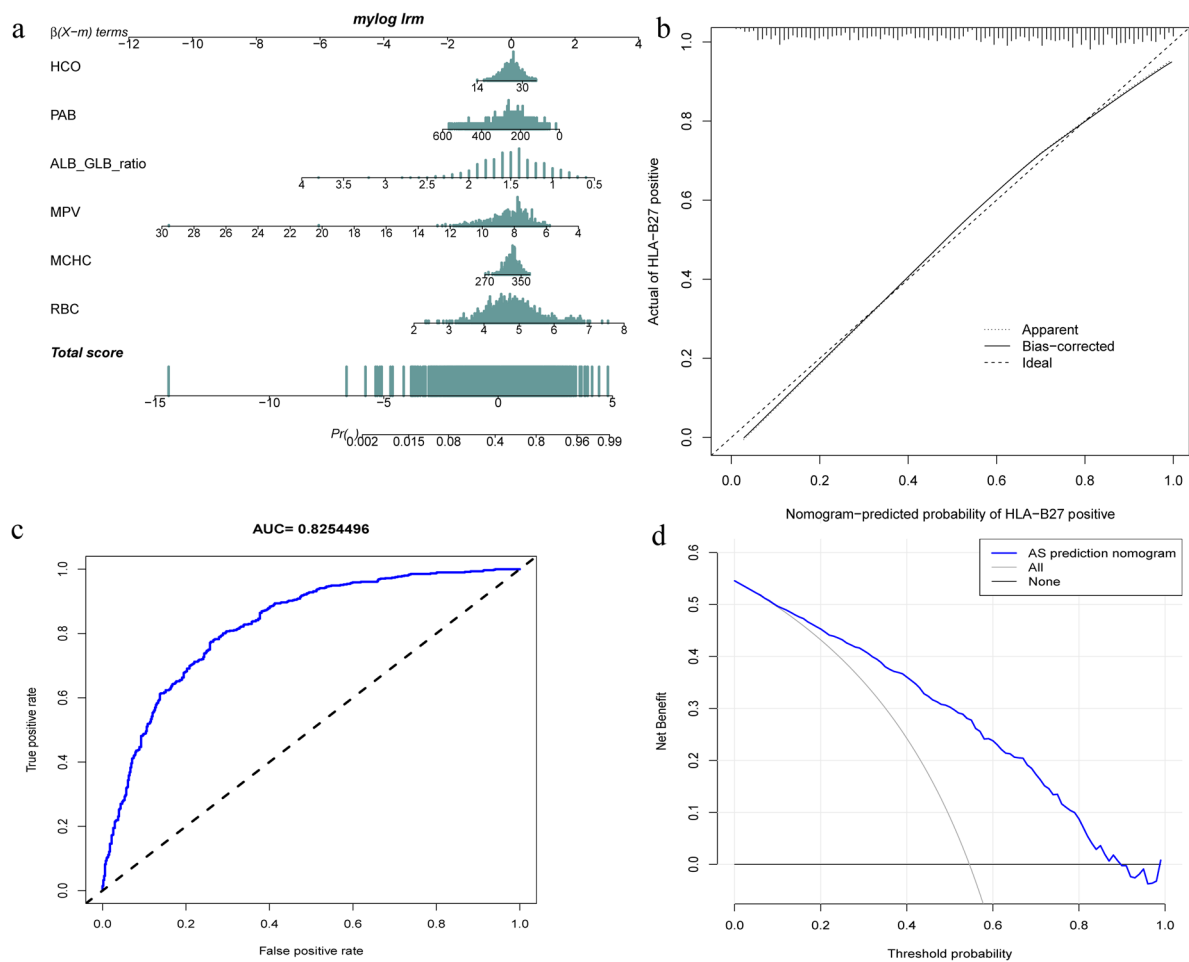 a
mylog lrm
β(X−m) terms
−12 −10 −8 −6 −4 −2 0 2 4
HCO
14 30
PAB
600 400 200 0
ALB_GLB_ratio
4 3.5 3 2.5 2 1.5 1 0.5
MPV
30 28 26 24 22 20 18 16 14 12 10 8 6 4
MCHC
270 350
RBC
2 3 4 5 6 7 8
Total score
−15 −10 −5 0 5
Pr( )
0.002 0.015 0.08 0.4 0.8 0.96 0.99
b
Actual of HLA−B27 positive
1.0
0.8
0.6
0.4
0.2
0.0
Apparent
Bias−corrected
Ideal
0.0 0.2 0.4 0.6 0.8 1.0
Nomogram−predicted probability of HLA−B27 positive
c
AUC= 0.8254496
True positive rate
1.0
0.8
0.6
0.4
0.2
0.0
0.0 0.2 0.4 0.6 0.8 1.0
False positive rate
d
Net Benefit
0.6
0.5
0.4
0.3
0.2
0.1
0.0
AS prediction nomogram
All
None
0.0 0.2 0.4 0.6 0.8 1.0
Threshold probability